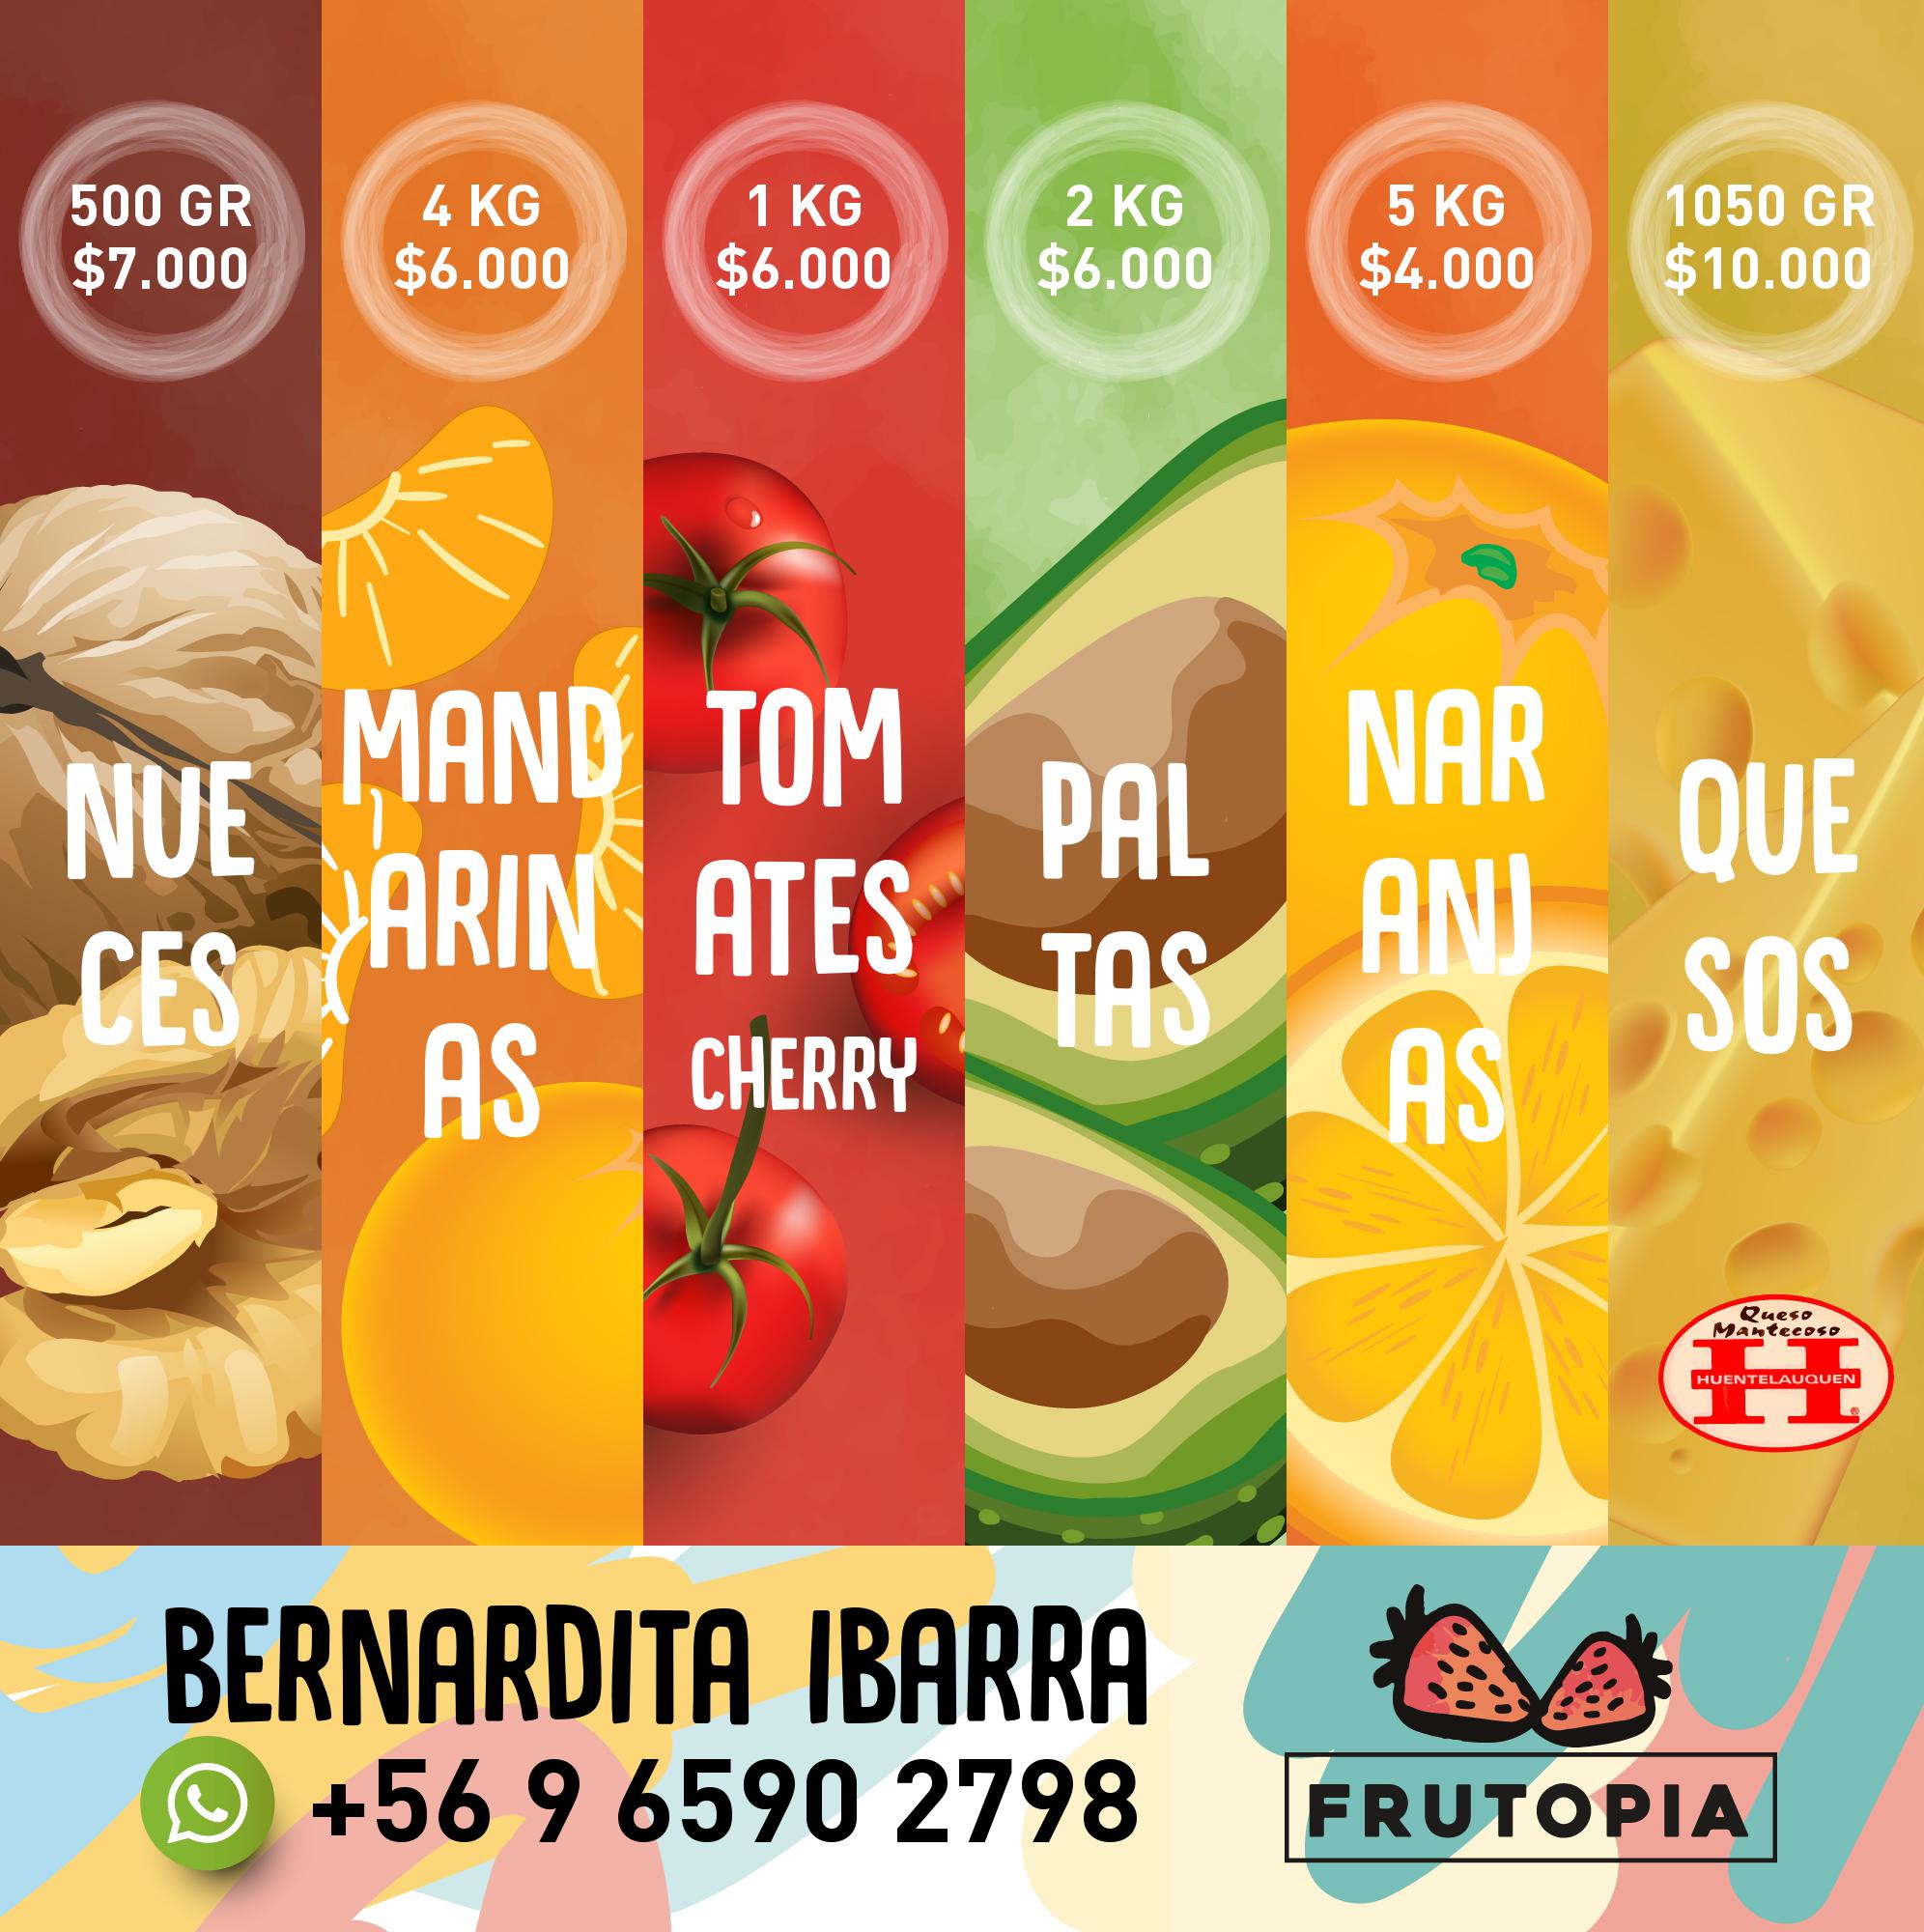 500 GR
$7.000
NUE
CES
4 KG
$6.000
MAND
ARIN
AS
1 KG
$6.000
TOM
ATES
CHERRY
2 KG
$6.000
PAL
TAS
5 KG
$4.000
NAR
ANJ
AS
1050 GR
$10.000
QUE
SOS
Queso
Mantecoso
H
HUENTELAUQUEN
®
BERNARDITA IBARRA
+56 9 6590 2798
FRUTOPIA